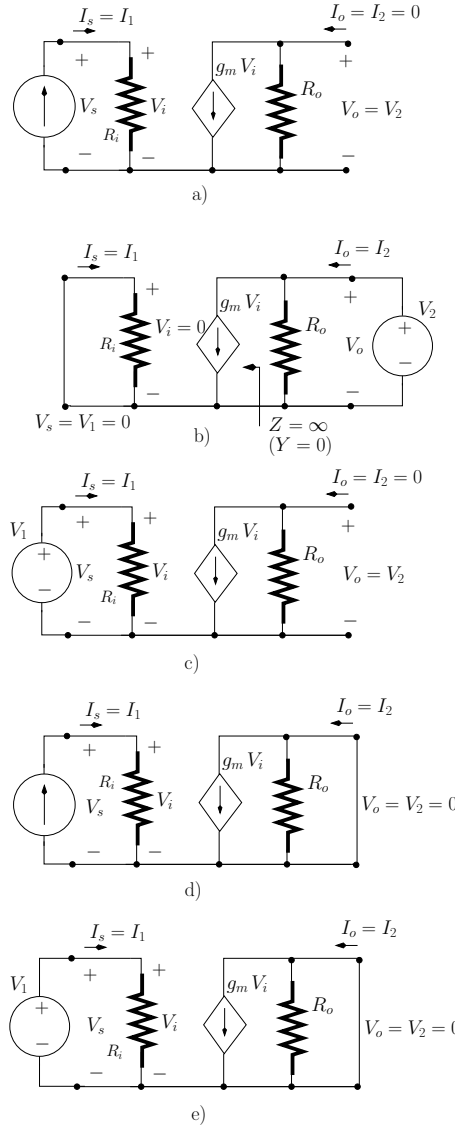 I_s = I_1
I_o = I_2 = 0
+ + g_m V_i +
V_s R_i V_i R_o V_o = V_2
− − −
a)
I_s = I_1
I_o = I_2
+ g_m V_i + V_2
R_i V_i = 0 R_o V_o +
− − −
V_s = V_1 = 0
Z = ∞
(Y = 0)
b)
I_s = I_1
I_o = I_2 = 0
V_1 + + g_m V_i +
+ V_s V_i R_o V_o = V_2
− R_i
− − −
c)
I_s = I_1
I_o = I_2
+ + g_m V_i
R_i R_o
V_s V_i V_o = V_2 = 0
− −
d)
I_s = I_1
I_o = I_2
V_1 + + g_m V_i
+ V_s V_i R_o V_o = V_2 = 0
− R_i
− −
e)